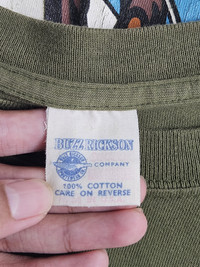 BUZZ RICKSON
COMPANY
100% COTTON
CARE ON REVERSE